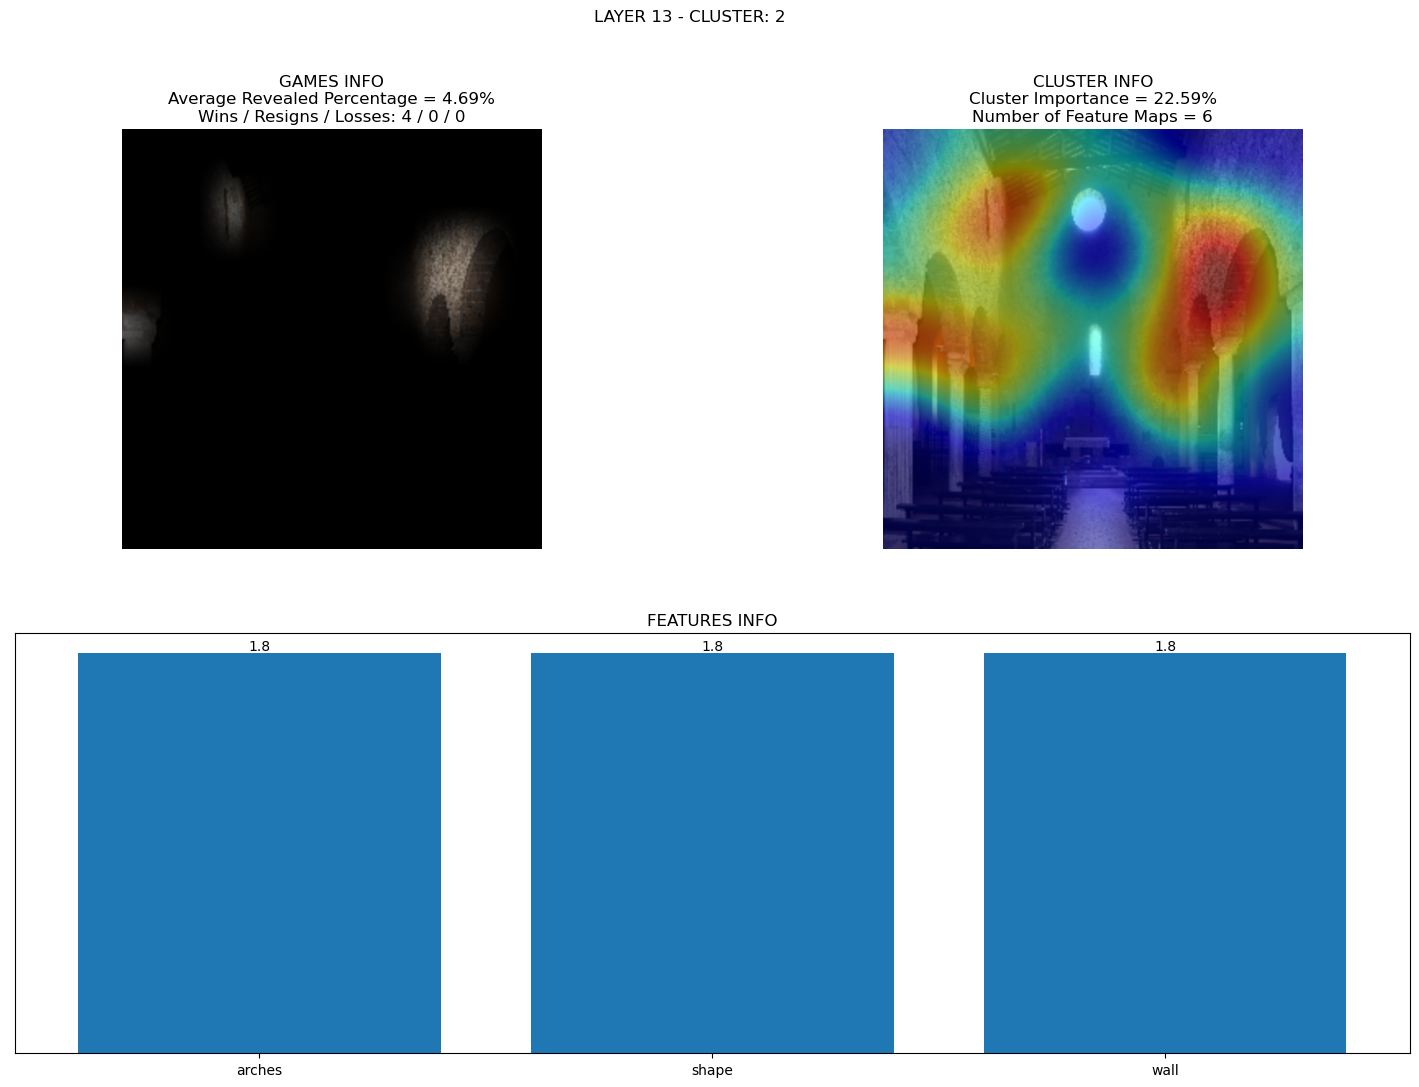 LAYER 13 - CLUSTER: 2
GAMES INFO
Average Revealed Percentage = 4.69%
Wins / Resigns / Losses: 4 / 0 / 0
CLUSTER INFO
Cluster Importance = 22.59%
Number of Feature Maps = 6
FEATURES INFO
1.8 1.8 1.8
arches shape wall